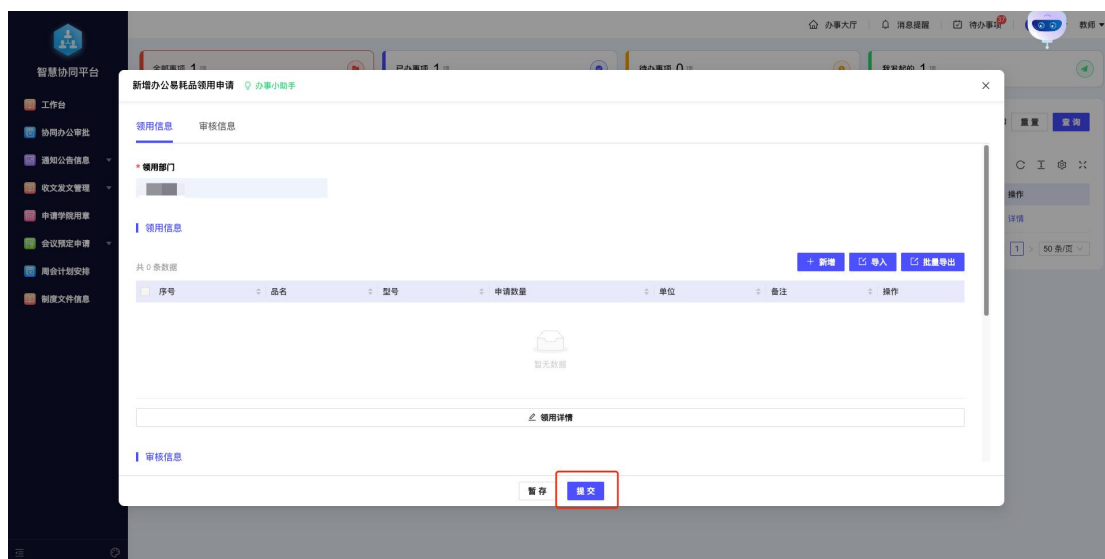 办事大厅 消息提醒 待办事项 37 教师
智慧协同平台
全部事项 1 项 已办事项 1 项 待办事项 0 项 我发起的 1 项
新增办公易耗品领用申请 办事小助手
工作台
协同办公审批
通知公告信息
收文发文管理
申请学院用章
会议预定申请
周会计划安排
制度文件信息
领用信息 审核信息
重置 查询
* 领用部门
操作
详情
领用信息
1 50 条/页
共 0 条数据
新增 导入 批量导出
序号 品名 型号 申请数量 单位 备注 操作
暂无数据
领用详情
审核信息
暂存 提交